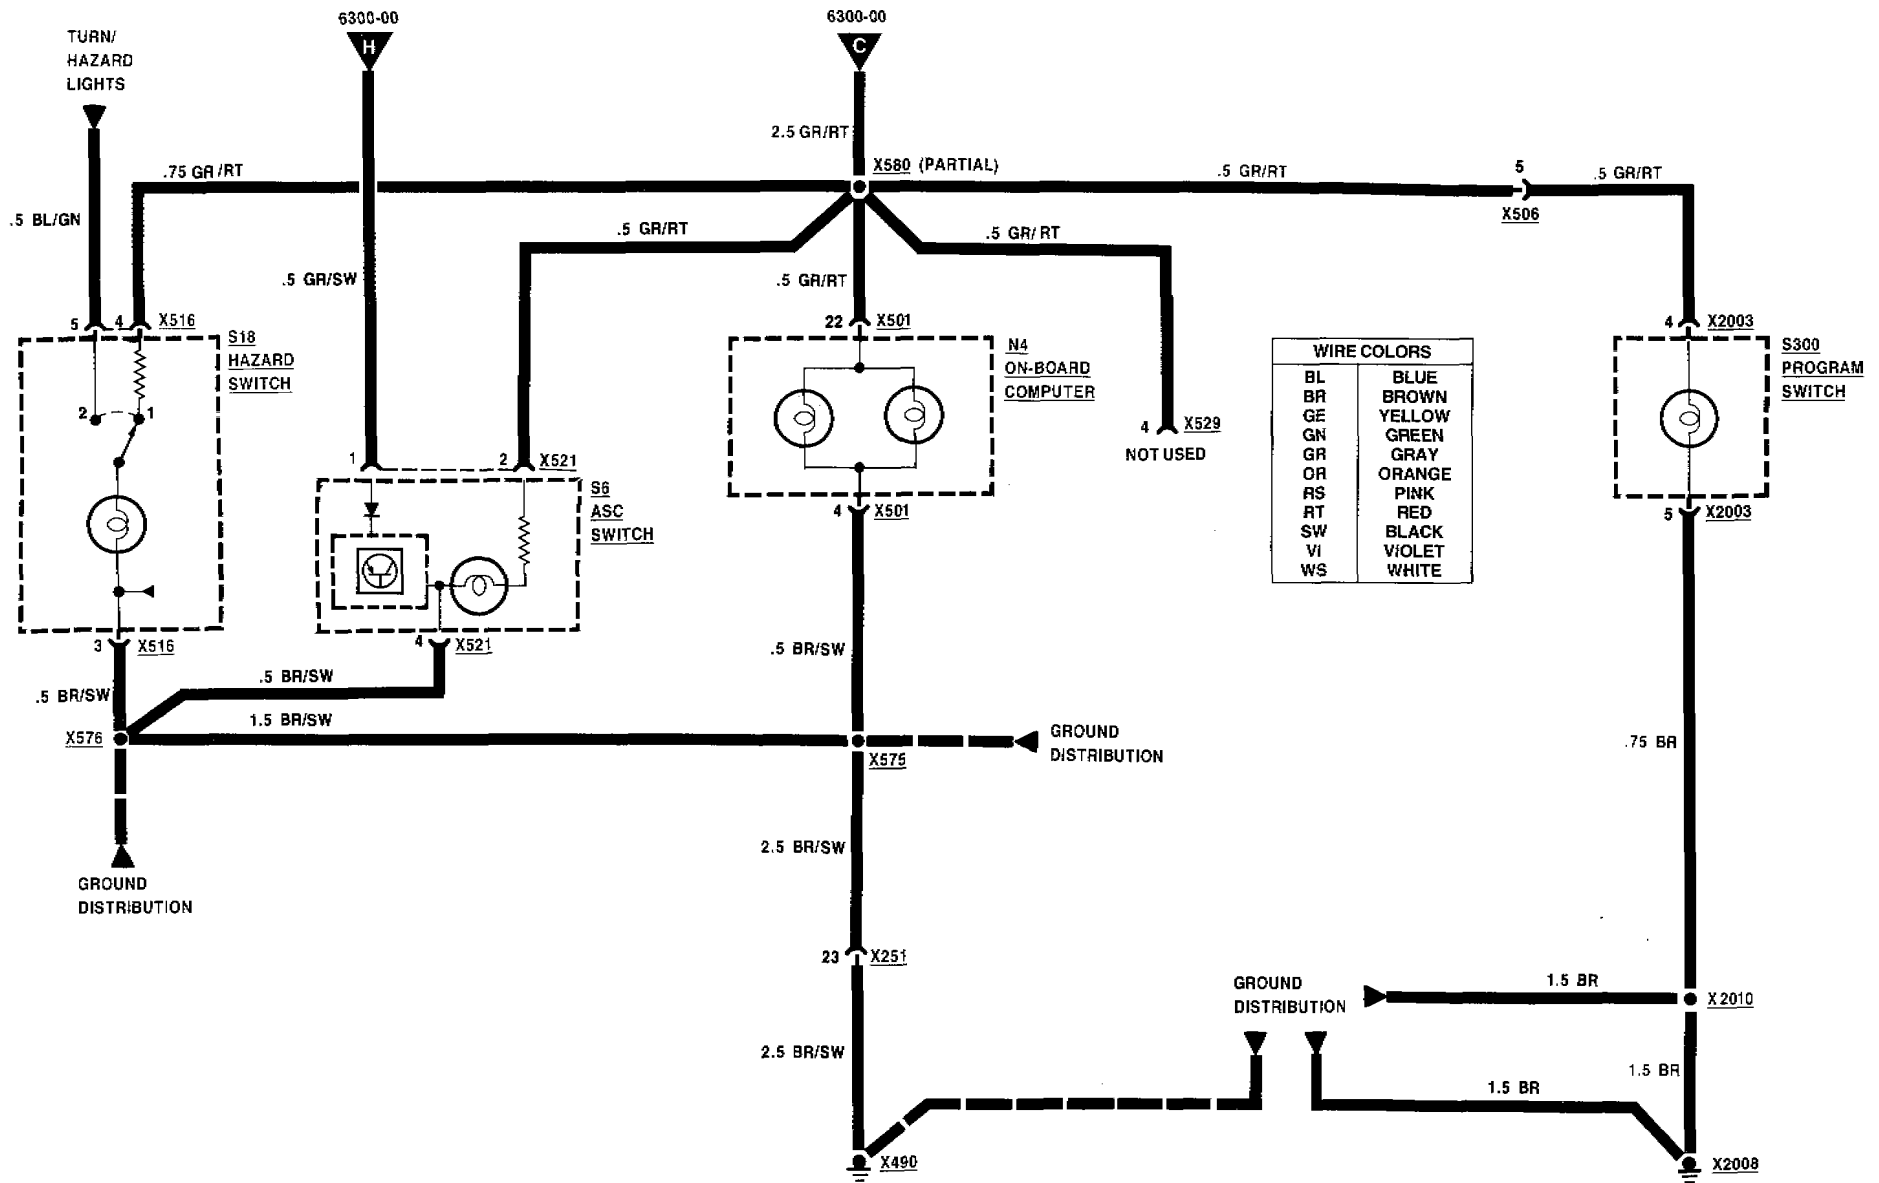 6300-00
6300-00
TURN/
HAZARD
LIGHTS
H
C
2.5 GR/RT
.75 GR/RT
X580 (PARTIAL)
.5 GR/RT
5
.5 GR/RT
X506
.5 BL/GN
.5 GR/RT
.5 GR/RT
.5 GR/SW
.5 GR/RT
5
4
X516
22
X501
4
X2003
S18
HAZARD
SWITCH
N4
ON-BOARD
COMPUTER
WIRE COLORS
BL BLUE
BR BROWN
GE YELLOW
GN GREEN
GR GRAY
OR ORANGE
RS PINK
RT RED
SW BLACK
VI VIOLET
WS WHITE
S300
PROGRAM
SWITCH
2
1
4
X529
NOT USED
1
2
X521
S6
ASC
SWITCH
4
X501
5
X2003
3
X516
4
X521
.5 BR/SW
.5 BR/SW
.5 BR/SW
1.5 BR/SW
X576
X575
GROUND
DISTRIBUTION
.75 BR
2.5 BR/SW
GROUND
DISTRIBUTION
23
X251
GROUND
DISTRIBUTION
1.5 BR
X2010
2.5 BR/SW
1.5 BR
1.5 BR
X490
X2008